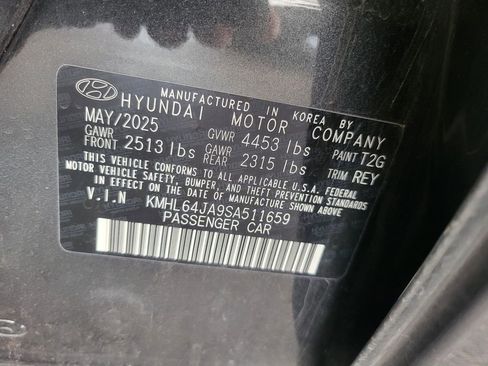 MANUFACTURED IN KOREA BY
HYUNDAI MOTOR COMPANY
MAY/2025 GVWR 4453 lbs PAINT T2G
GAWR FRONT 2513 lbs GAWR REAR 2315 lbs TRIM REY
THIS VEHICLE CONFORMS TO ALL APPLICABLE U.S.A. FEDERAL
MOTOR VEHICLE SAFETY, BUMPER, AND THEFT PREVENTION STANDARDS
IN EFFECT ON THE DATE OF MANUFACTURE SHOWN ABOVE.
V.I.N KMHL64JA9SA511659
PASSENGER CAR